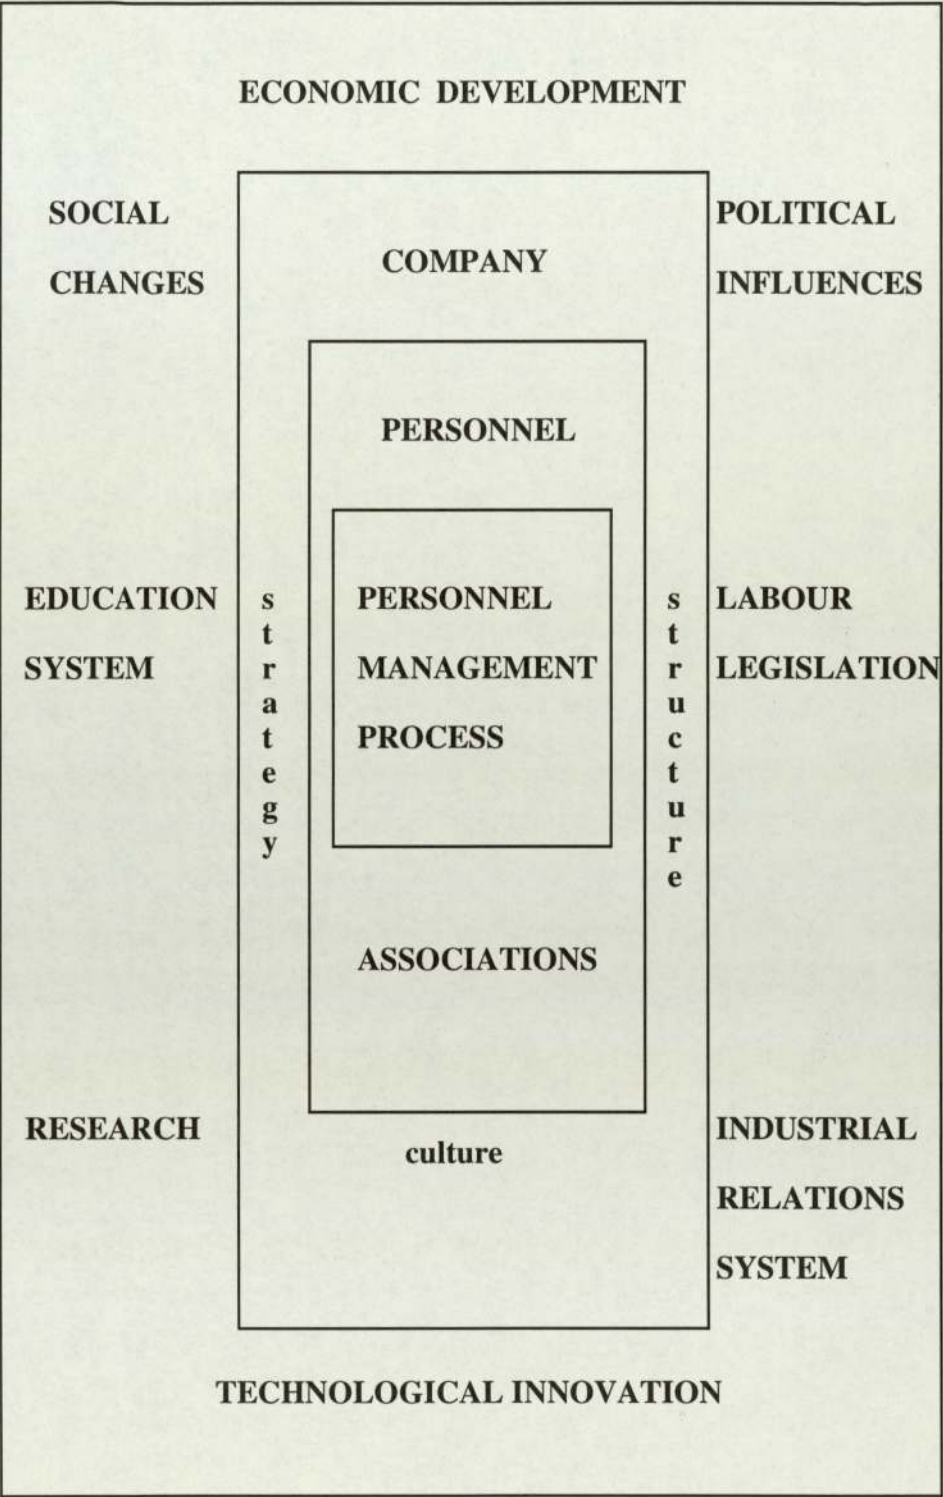 ECONOMIC DEVELOPMENT
SOCIAL
CHANGES
POLITICAL
INFLUENCES
COMPANY
PERSONNEL
EDUCATION
SYSTEM
strategy
PERSONNEL
MANAGEMENT
PROCESS
structure
LABOUR
LEGISLATION
ASSOCIATIONS
RESEARCH
culture
INDUSTRIAL
RELATIONS
SYSTEM
TECHNOLOGICAL INNOVATION